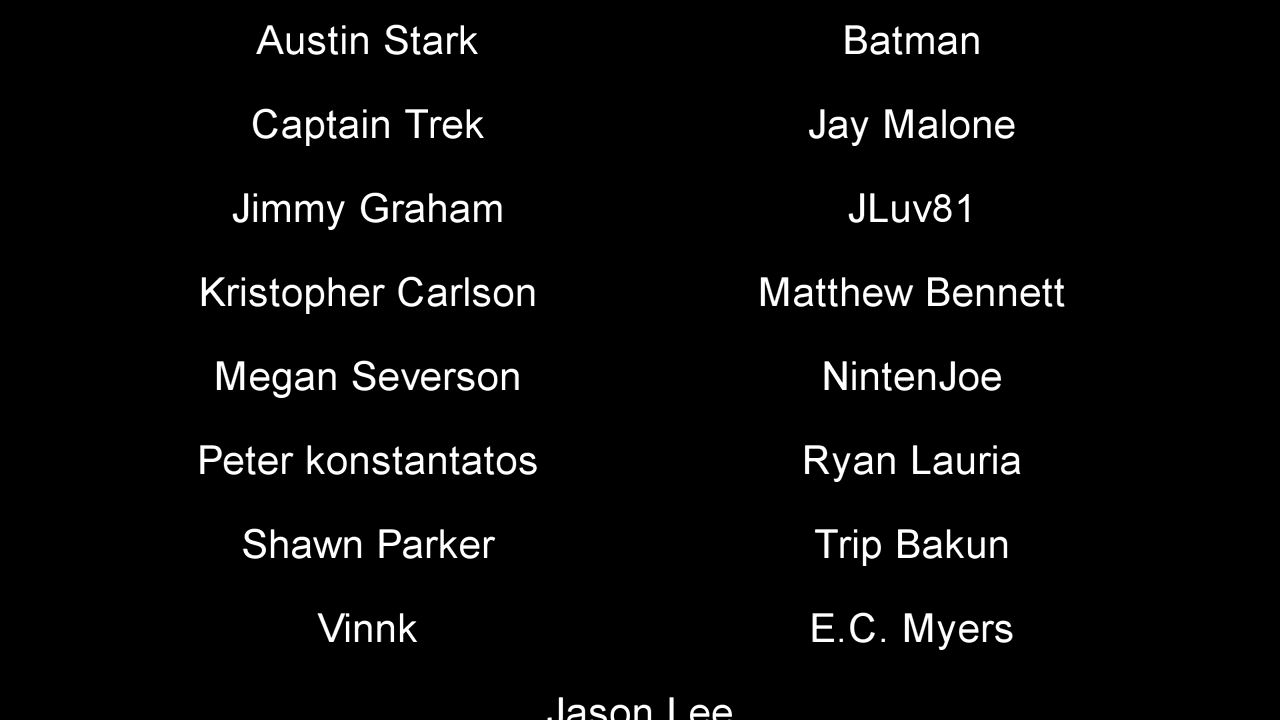 Austin Stark
Batman
Captain Trek
Jay Malone
Jimmy Graham
JLuv81
Kristopher Carlson
Matthew Bennett
Megan Severson
NintenJoe
Peter konstantatos
Ryan Lauria
Shawn Parker
Trip Bakun
Vinnk
E.C. Myers
Jason Lee